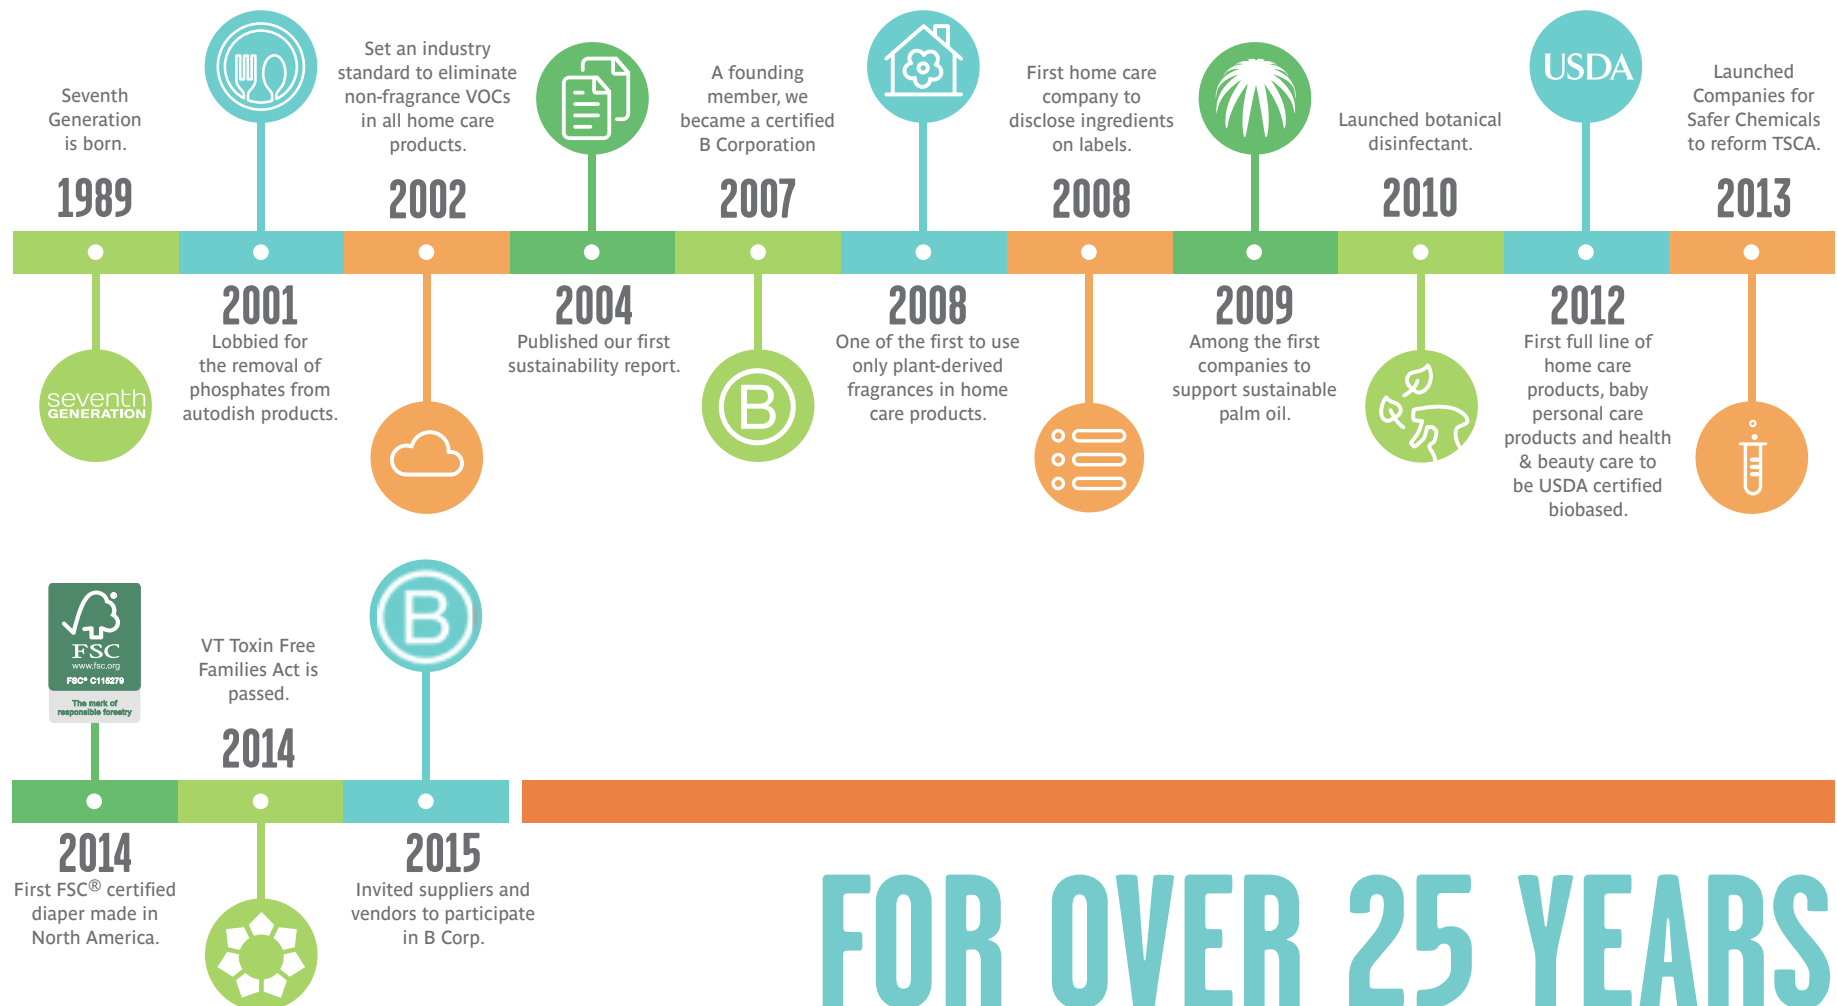 Seventh
Generation
is born.
1989
seventh
GENERATION
2001
Lobbied for
the removal of
phosphates from
autodish products.
Set an industry
standard to eliminate
non-fragrance VOCs
in all home care
products.
2002
2004
Published our first
sustainability report.
A founding
member, we
became a certified
B Corporation
2007
B
2008
One of the first to use
only plant-derived
fragrances in home
care products.
First home care
company to
disclose ingredients
on labels.
2008
2009
Among the first
companies to
support sustainable
palm oil.
Launched botanical
disinfectant.
2010
USDA
2012
First full line of
home care
products, baby
personal care
products and health
& beauty care to
be USDA certified
biobased.
Launched
Companies for
Safer Chemicals
to reform TSCA.
2013
FSC
www.fsc.org
FSC® C115279
The mark of
responsible forestry
2014
First FSC® certified
diaper made in
North America.
VT Toxin Free
Families Act is
passed.
2014
B
2015
Invited suppliers and
vendors to participate
in B Corp.
FOR OVER 25 YEARS